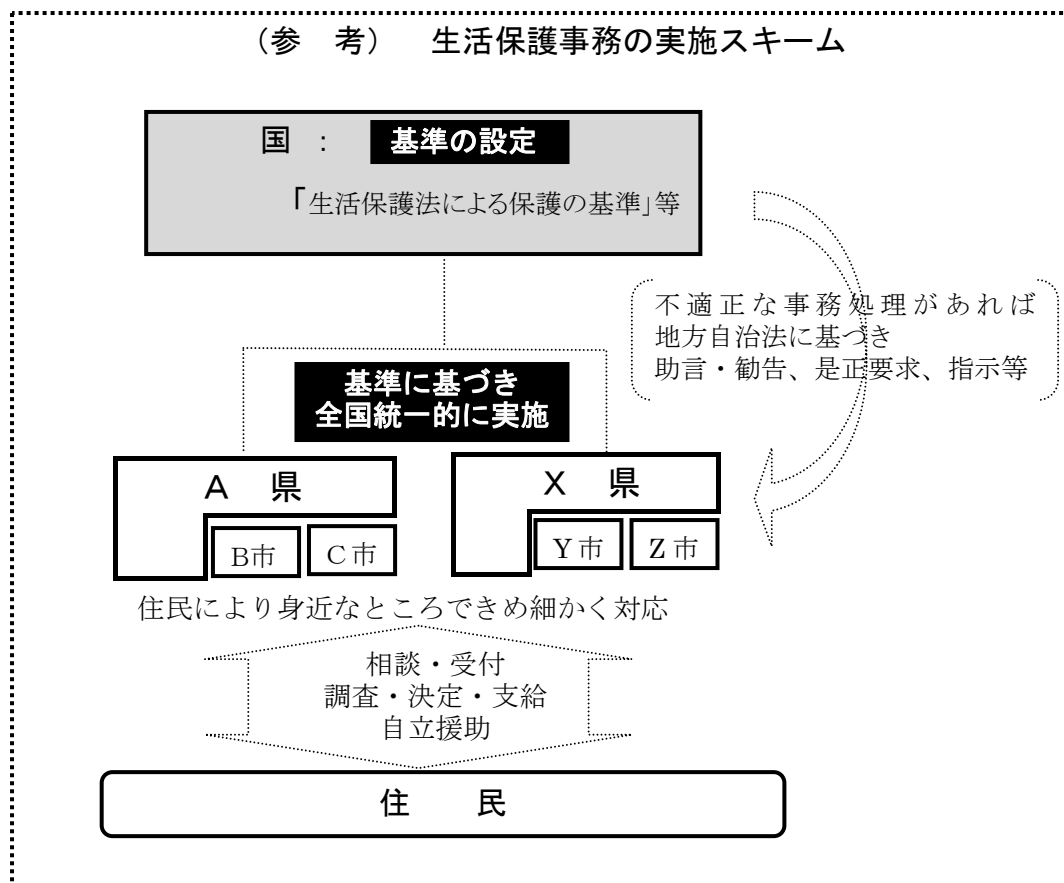 （参　考）　生活保護事務の実施スキーム
国　：　基準の設定
「生活保護法による保護の基準」等
不適正な事務処理があれば
地方自治法に基づき
助言・勧告、是正要求、指示等
基準に基づき
全国統一的に実施
Ａ　県
Ｘ　県
B市
C市
Y市
Z市
住民により身近なところできめ細かく対応
相談・受付
調査・決定・支給
自立援助
住　　民